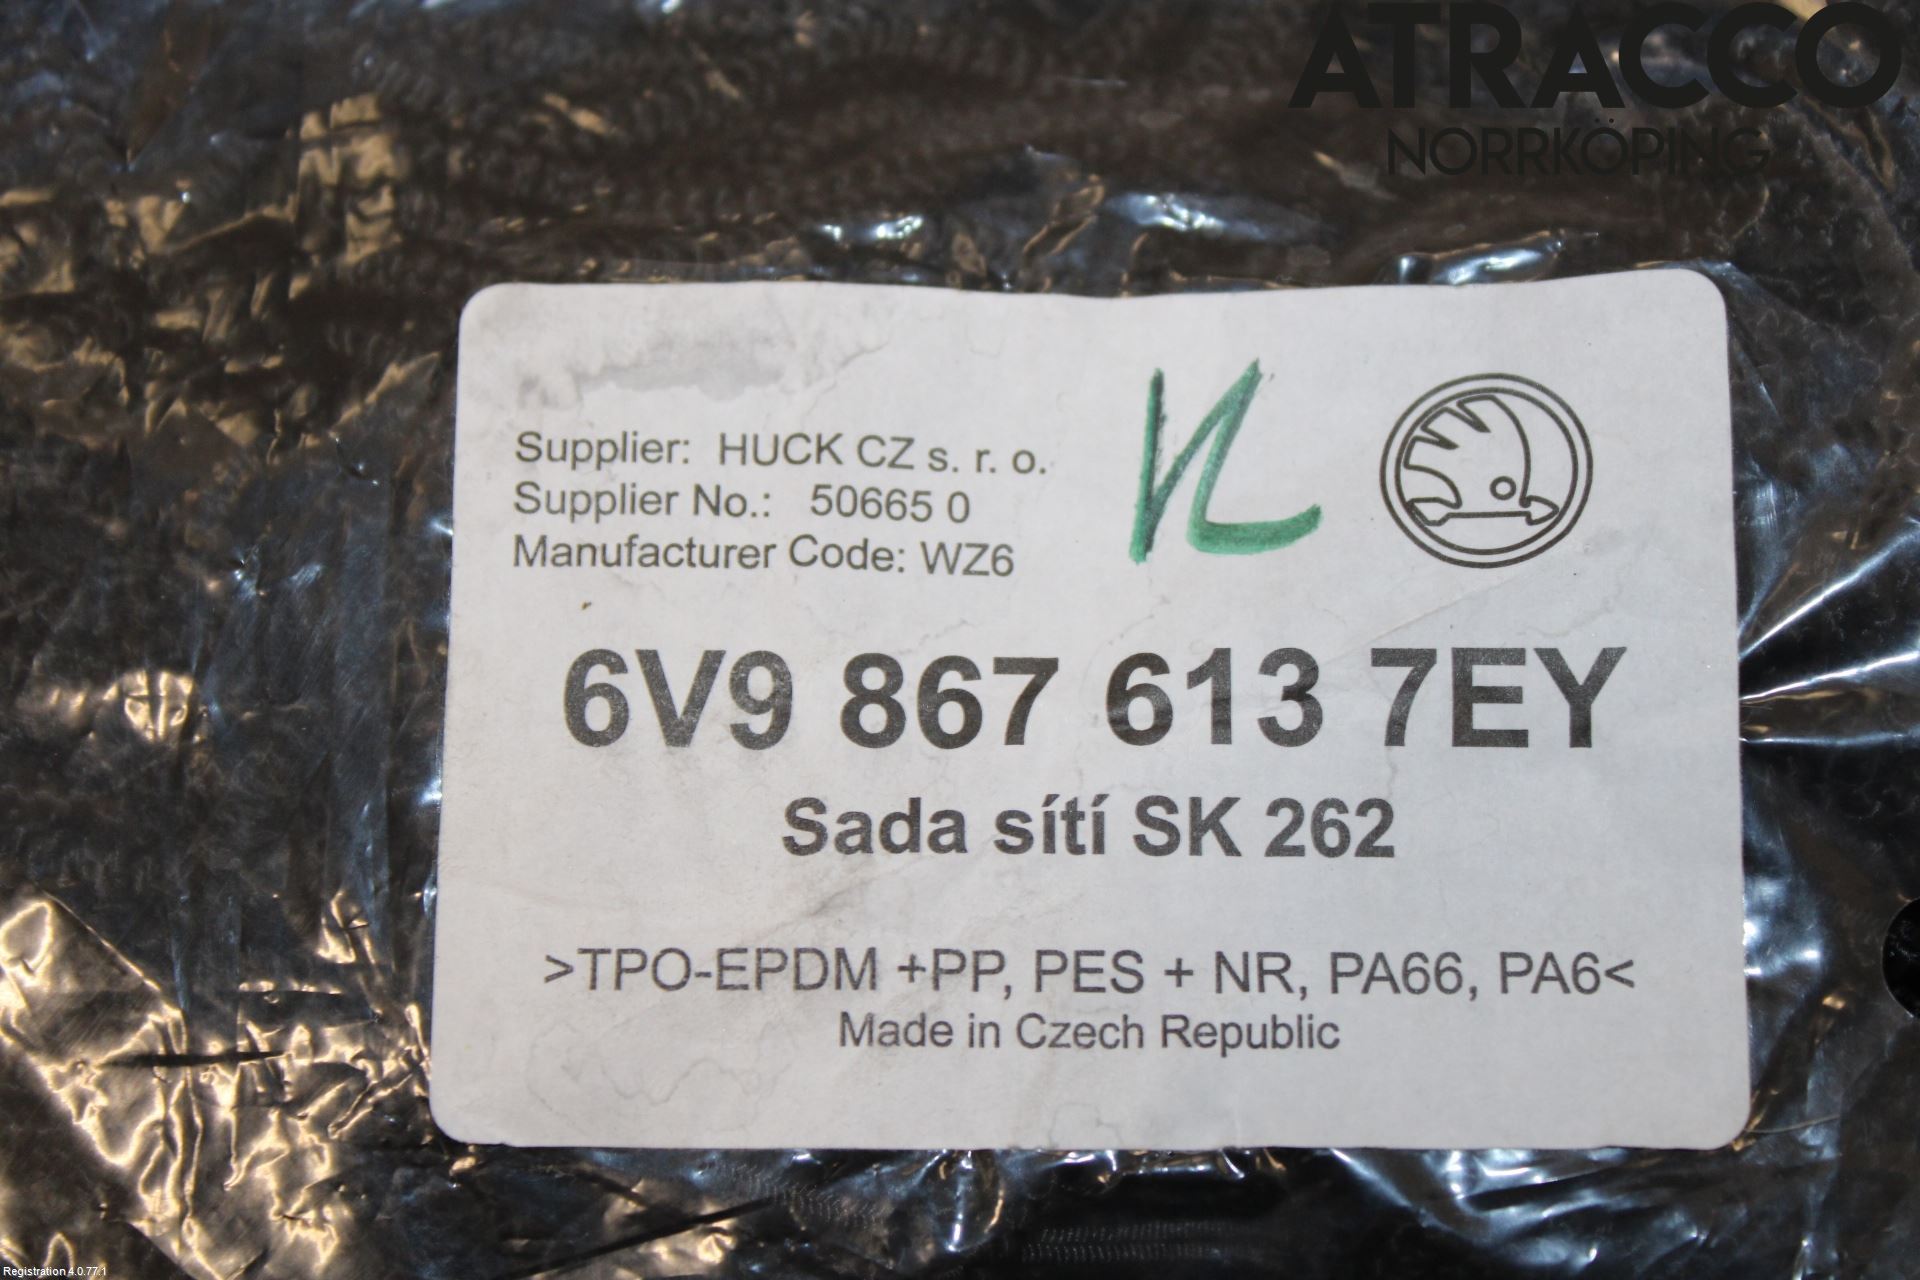 ATRACCO
NORRKÖPING
Supplier: HUCK CZ s. r. o.
Supplier No.: 50665 0
Manufacturer Code: WZ6
6V9 867 613 7EY
Sada sítí SK 262
>TPO-EPDM +PP, PES + NR, PA66, PA6<
Made in Czech Republic
Registration 4.0.77.1